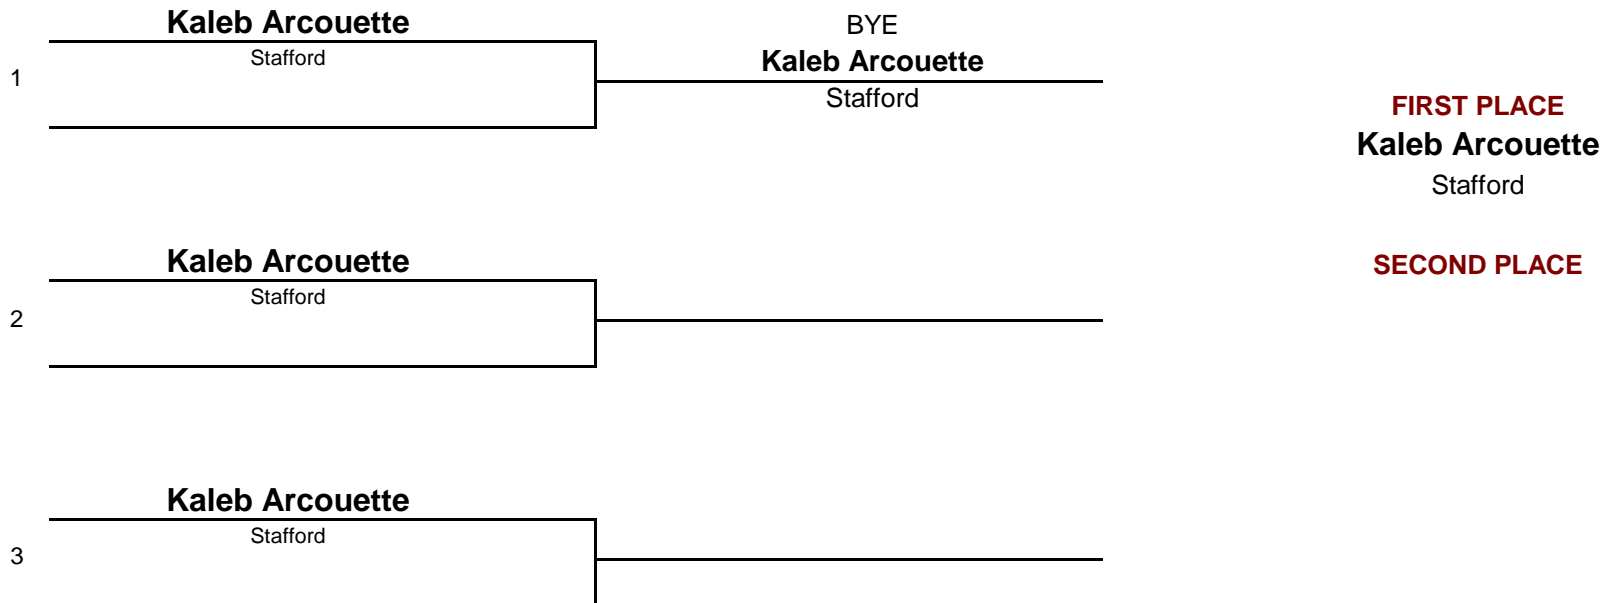 Kaleb Arcouette
Stafford
1
BYE
Kaleb Arcouette
Stafford
FIRST PLACE
Kaleb Arcouette
Stafford
SECOND PLACE
Kaleb Arcouette
Stafford
2
Kaleb Arcouette
Stafford
3